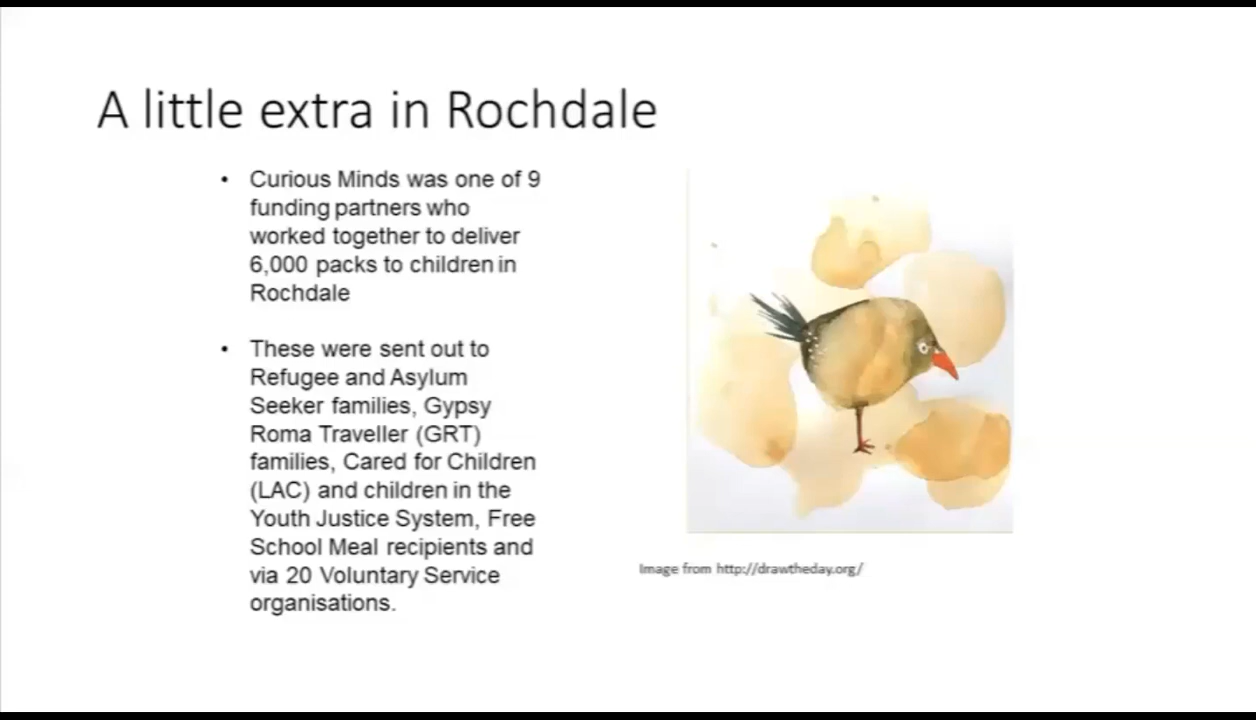 A little extra in Rochdale
• Curious Minds was one of 9
funding partners who
worked together to deliver
6,000 packs to children in
Rochdale
• These were sent out to
Refugee and Asylum
Seeker families, Gypsy
Roma Traveller (GRT)
families, Cared for Children
(LAC) and children in the
Youth Justice System, Free
School Meal recipients and
via 20 Voluntary Service
organisations.
Image from http://drawtheday.org/